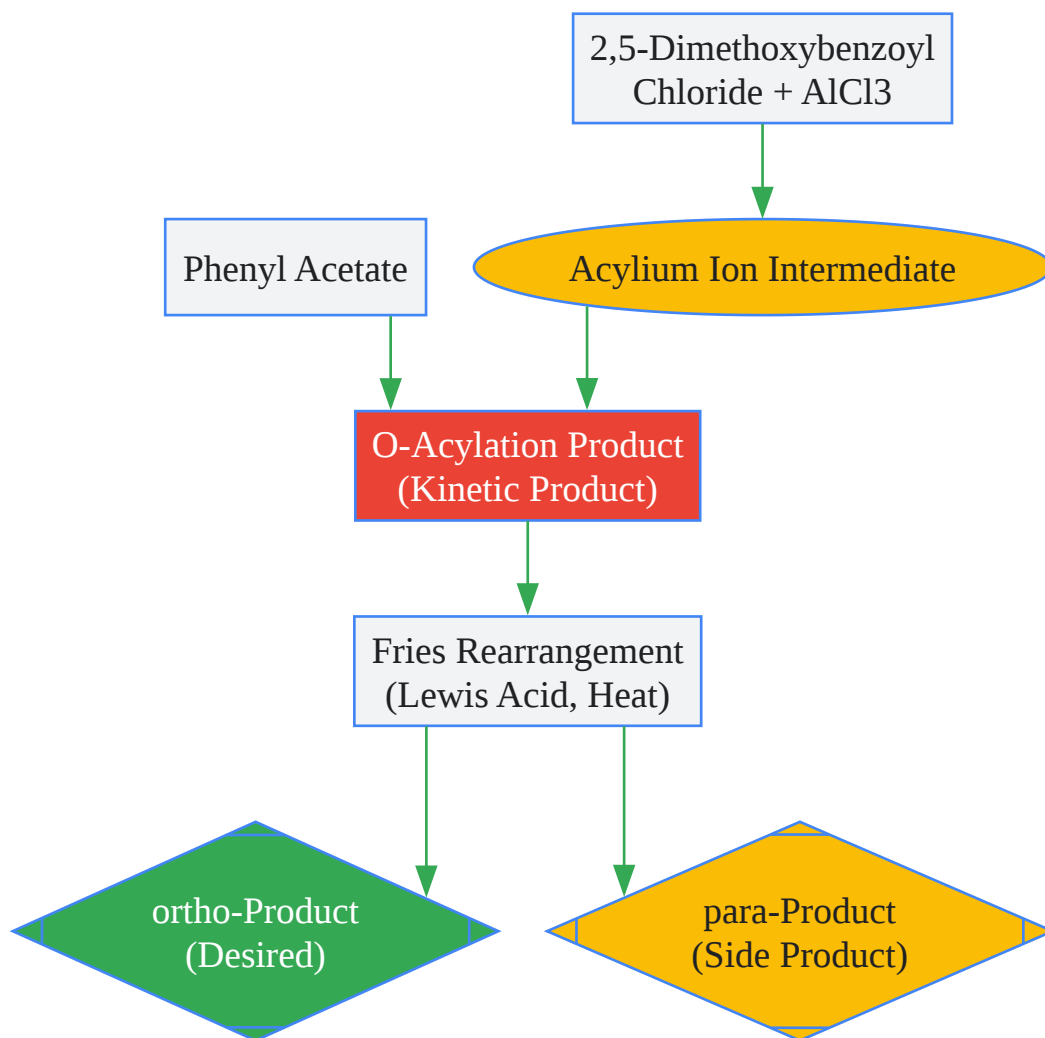 2,5-Dimethoxybenzoyl
Chloride + AlCl3
Phenyl Acetate
Acylium Ion Intermediate
O-Acylation Product
(Kinetic Product)
Fries Rearrangement
(Lewis Acid, Heat)
ortho-Product
(Desired)
para-Product
(Side Product)